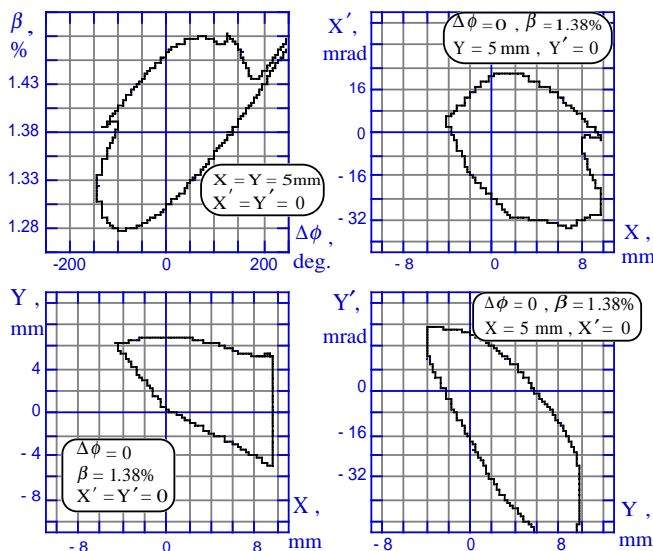 β ,
%
1.43
1.38
1.33
1.28
X = Y = 5mm
X′ = Y′ = 0
Δϕ ,
deg.
-200
0
200
X′,
mrad
16
0
- 16
- 32
Δϕ = 0 , β = 1.38%
Y = 5 mm , Y′ = 0
X ,
mm
- 8
0
8
Y ,
mm
4
0
- 4
- 8
Δϕ = 0
β = 1.38%
X′ = Y′ = 0
X ,
mm
- 8
0
8
Y′,
mrad
0
- 16
- 32
Δϕ = 0 , β = 1.38%
X = 5 mm , X′ = 0
Y ,
mm
- 8
0
8